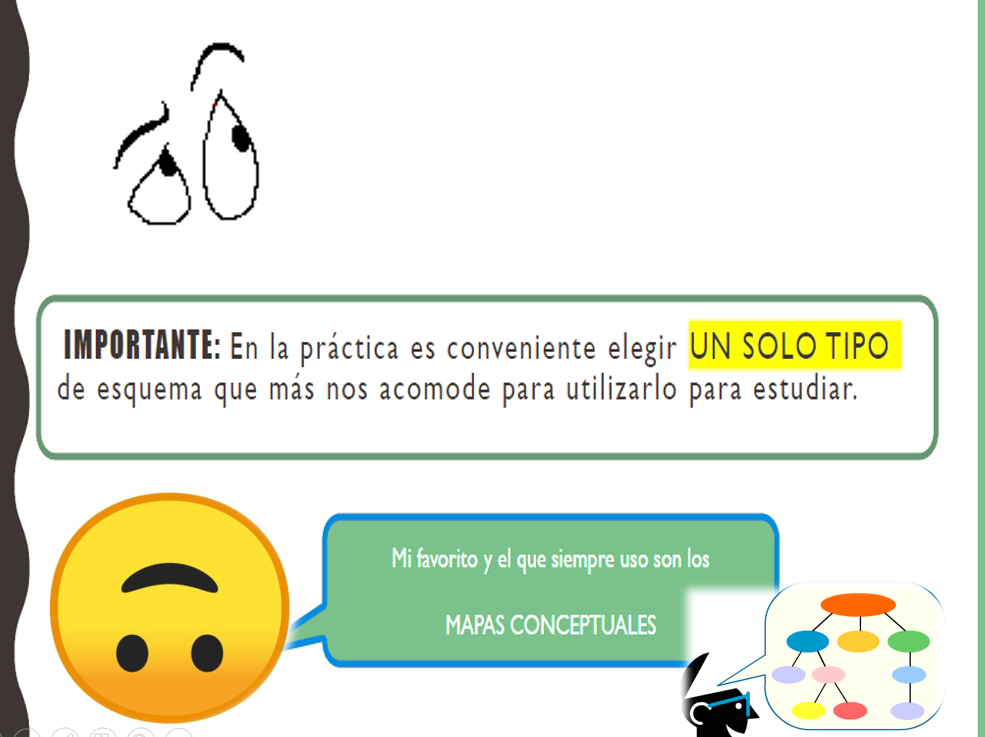 IMPORTANTE: En la práctica es conveniente elegir UN SOLO TIPO
de esquema que más nos acomode para utilizarlo para estudiar.
Mi favorito y el que siempre uso son los
MAPAS CONCEPTUALES